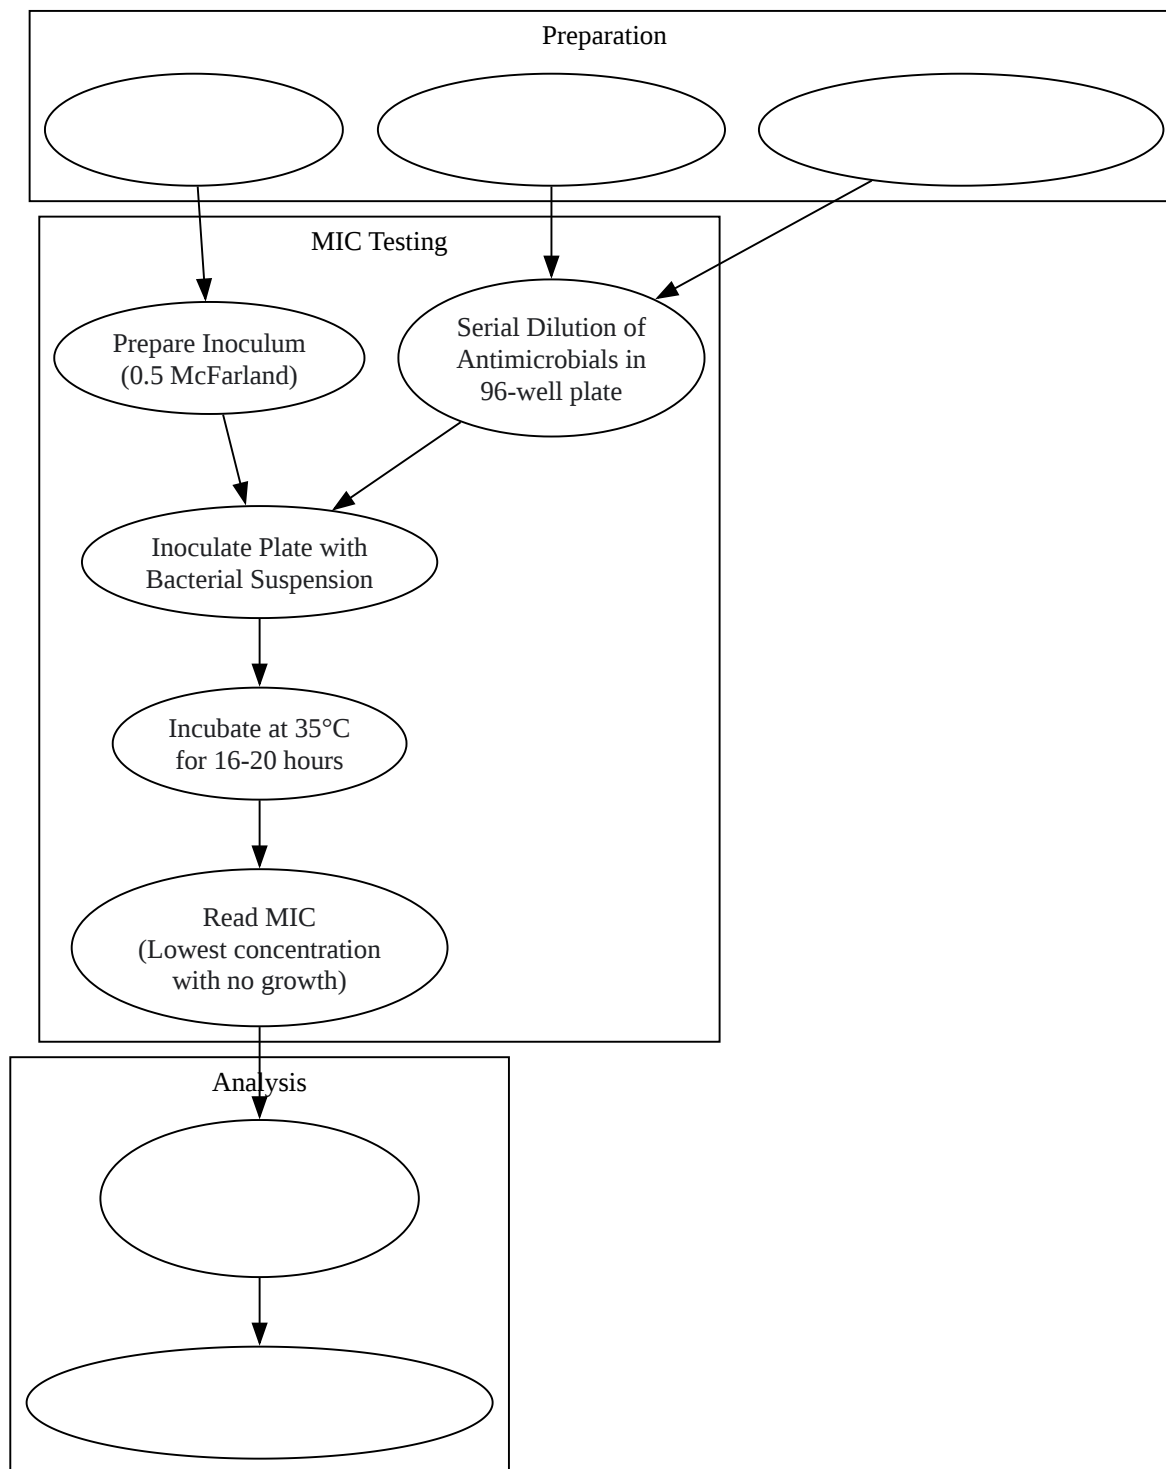 Preparation
MIC Testing
Prepare Inoculum
(0.5 McFarland)
Serial Dilution of
Antimicrobials in
96-well plate
Inoculate Plate with
Bacterial Suspension
Incubate at 35°C
for 16-20 hours
Read MIC
(Lowest concentration
with no growth)
Analysis